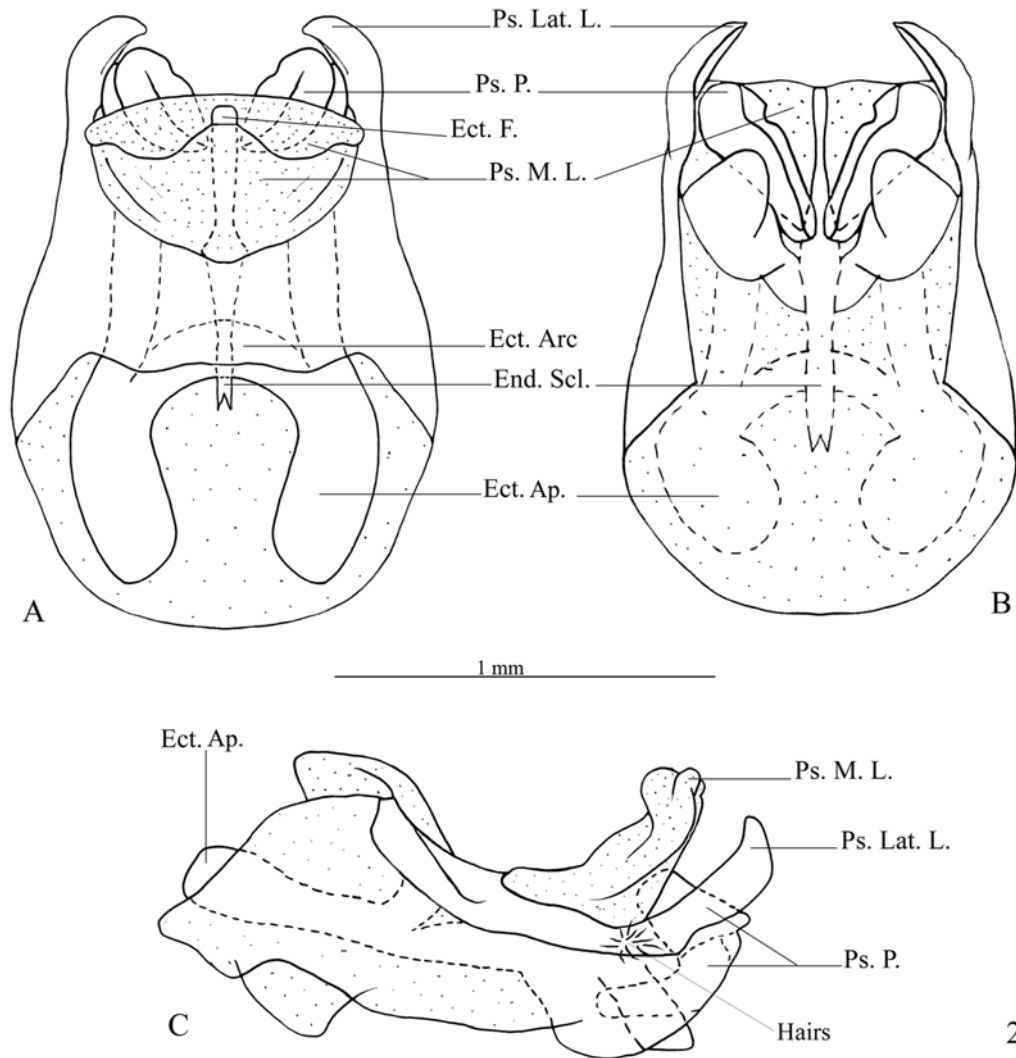 Ps. Lat. L.
Ps. P.
Ect. F.
Ps. M. L.
Ect. Arc
End. Scl.
Ect. Ap.
A
B
1 mm
Ect. Ap.
Ps. M. L.
Ps. Lat. L.
Ps. P.
Hairs
C
2